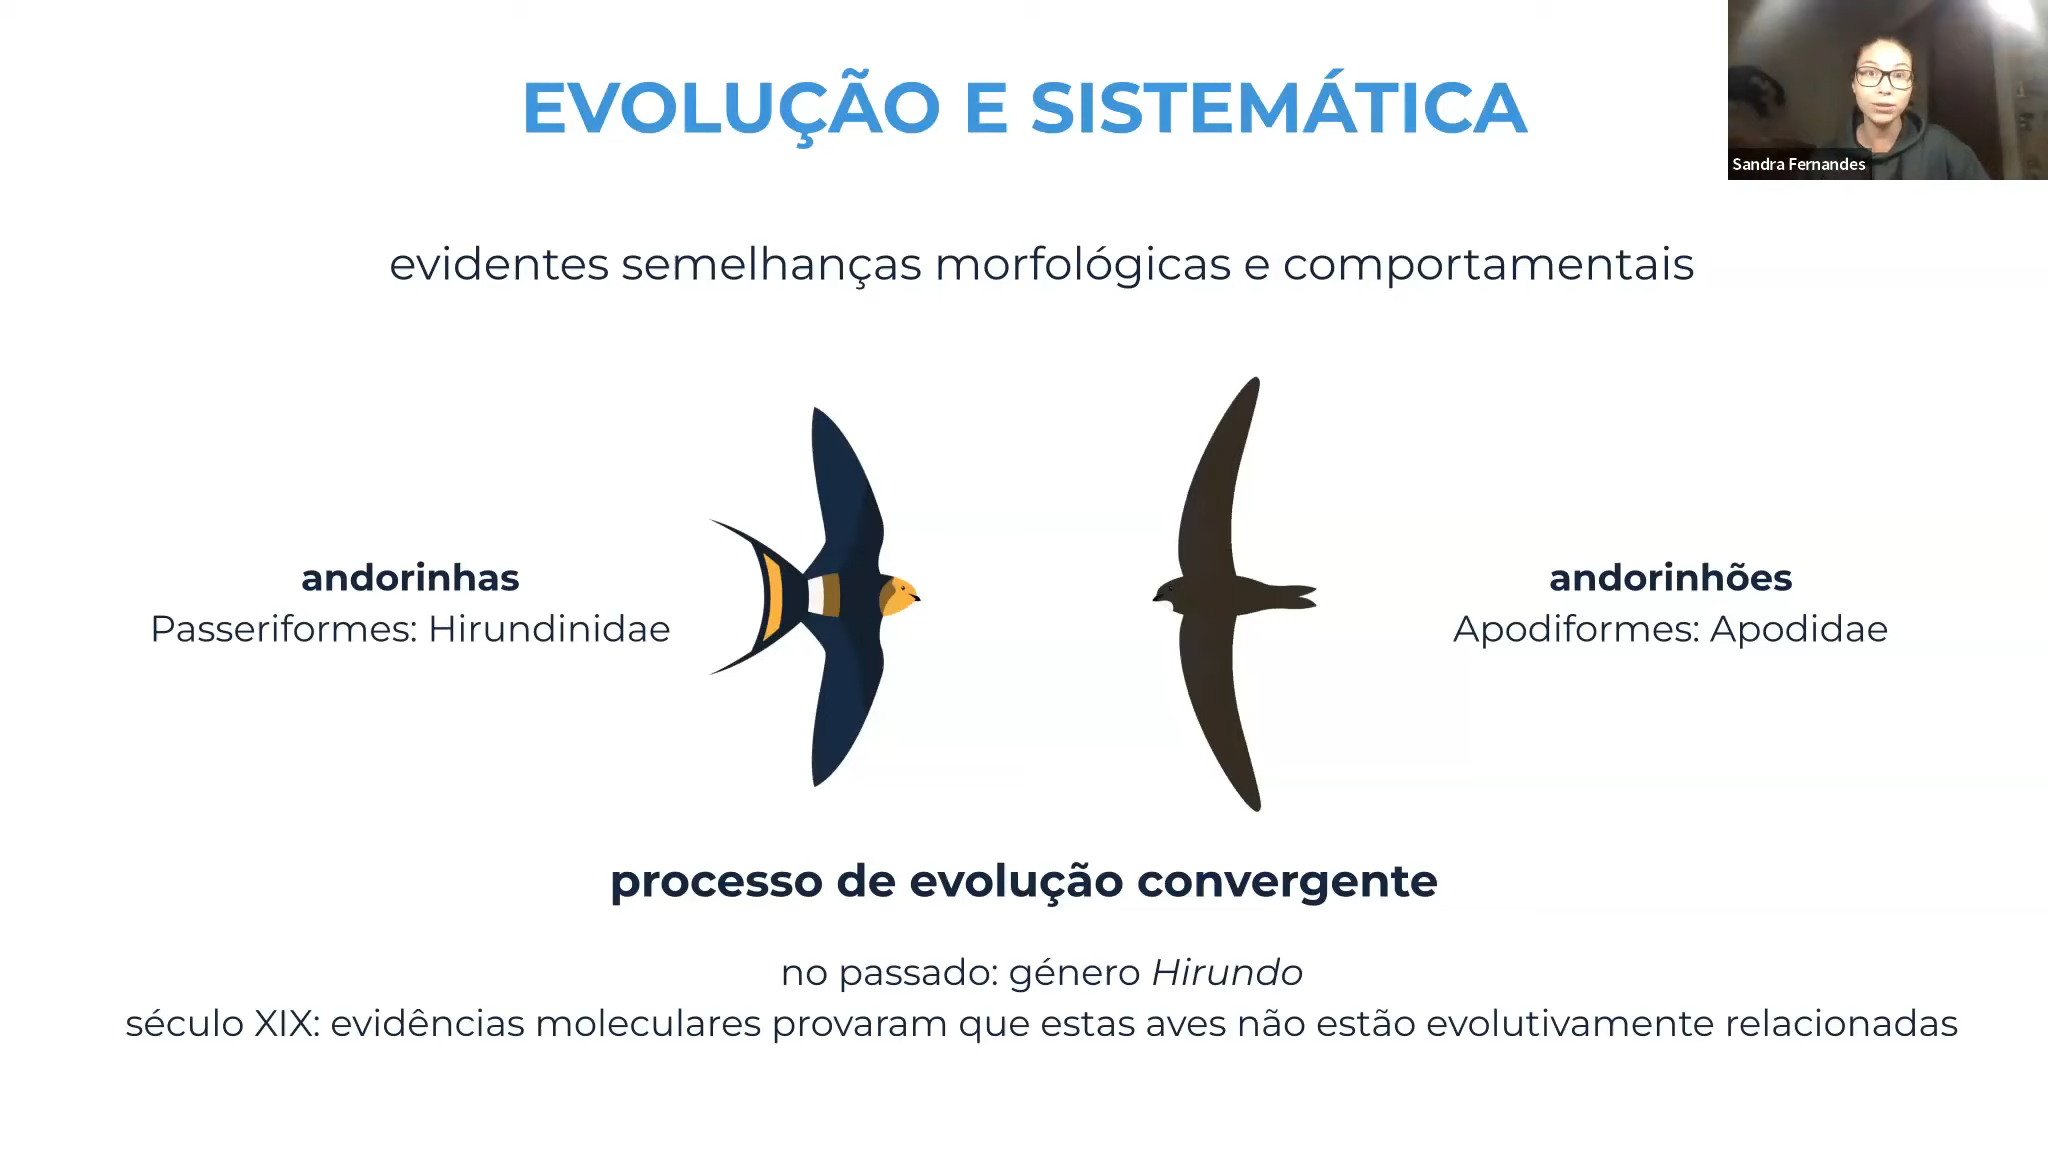 EVOLUÇÃO E SISTEMÁTICA
Sandra Fernandes
evidentes semelhanças morfológicas e comportamentais
andorinhas
Passeriformes: Hirundinidae
andorinhões
Apodiformes: Apodidae
processo de evolução convergente
no passado: género Hirundo
século XIX: evidências moleculares provaram que estas aves não estão evolutivamente relacionadas